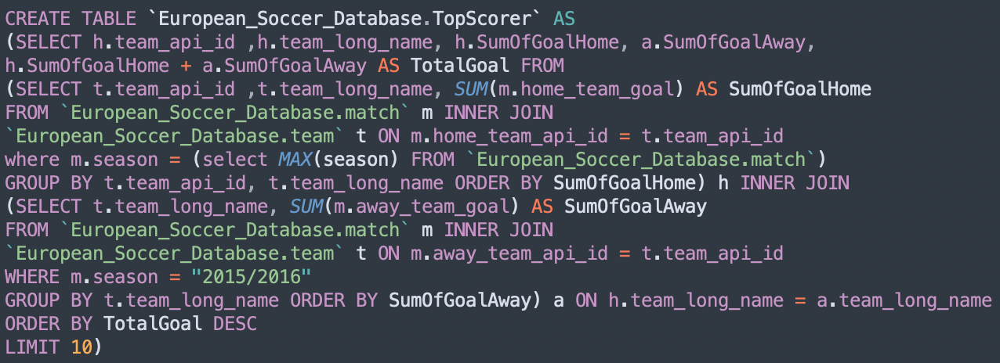 CREATE TABLE `European_Soccer_Database.TopScorer` AS
(SELECT h.team_api_id ,h.team_long_name, h.SumOfGoalHome, a.SumOfGoalAway,
h.SumOfGoalHome + a.SumOfGoalAway AS TotalGoal FROM
(SELECT t.team_api_id ,t.team_long_name, SUM(m.home_team_goal) AS SumOfGoalHome
FROM `European_Soccer_Database.match` m INNER JOIN
`European_Soccer_Database.team` t ON m.home_team_api_id = t.team_api_id
where m.season = (select MAX(season) FROM `European_Soccer_Database.match`)
GROUP BY t.team_api_id, t.team_long_name ORDER BY SumOfGoalHome) h INNER JOIN
(SELECT t.team_long_name, SUM(m.away_team_goal) AS SumOfGoalAway
FROM `European_Soccer_Database.match` m INNER JOIN
`European_Soccer_Database.team` t ON m.away_team_api_id = t.team_api_id
WHERE m.season = "2015/2016"
GROUP BY t.team_long_name ORDER BY SumOfGoalAway) a ON h.team_long_name = a.team_long_name
ORDER BY TotalGoal DESC
LIMIT 10)